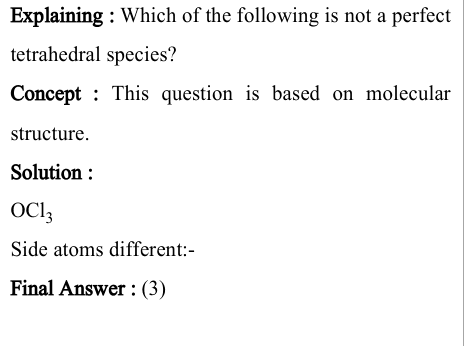 Explaining : Which of the following is not a perfect
tetrahedral species?
Concept : This question is based on molecular
structure.
Solution :
OCl₃
Side atoms different:-
Final Answer : (3)